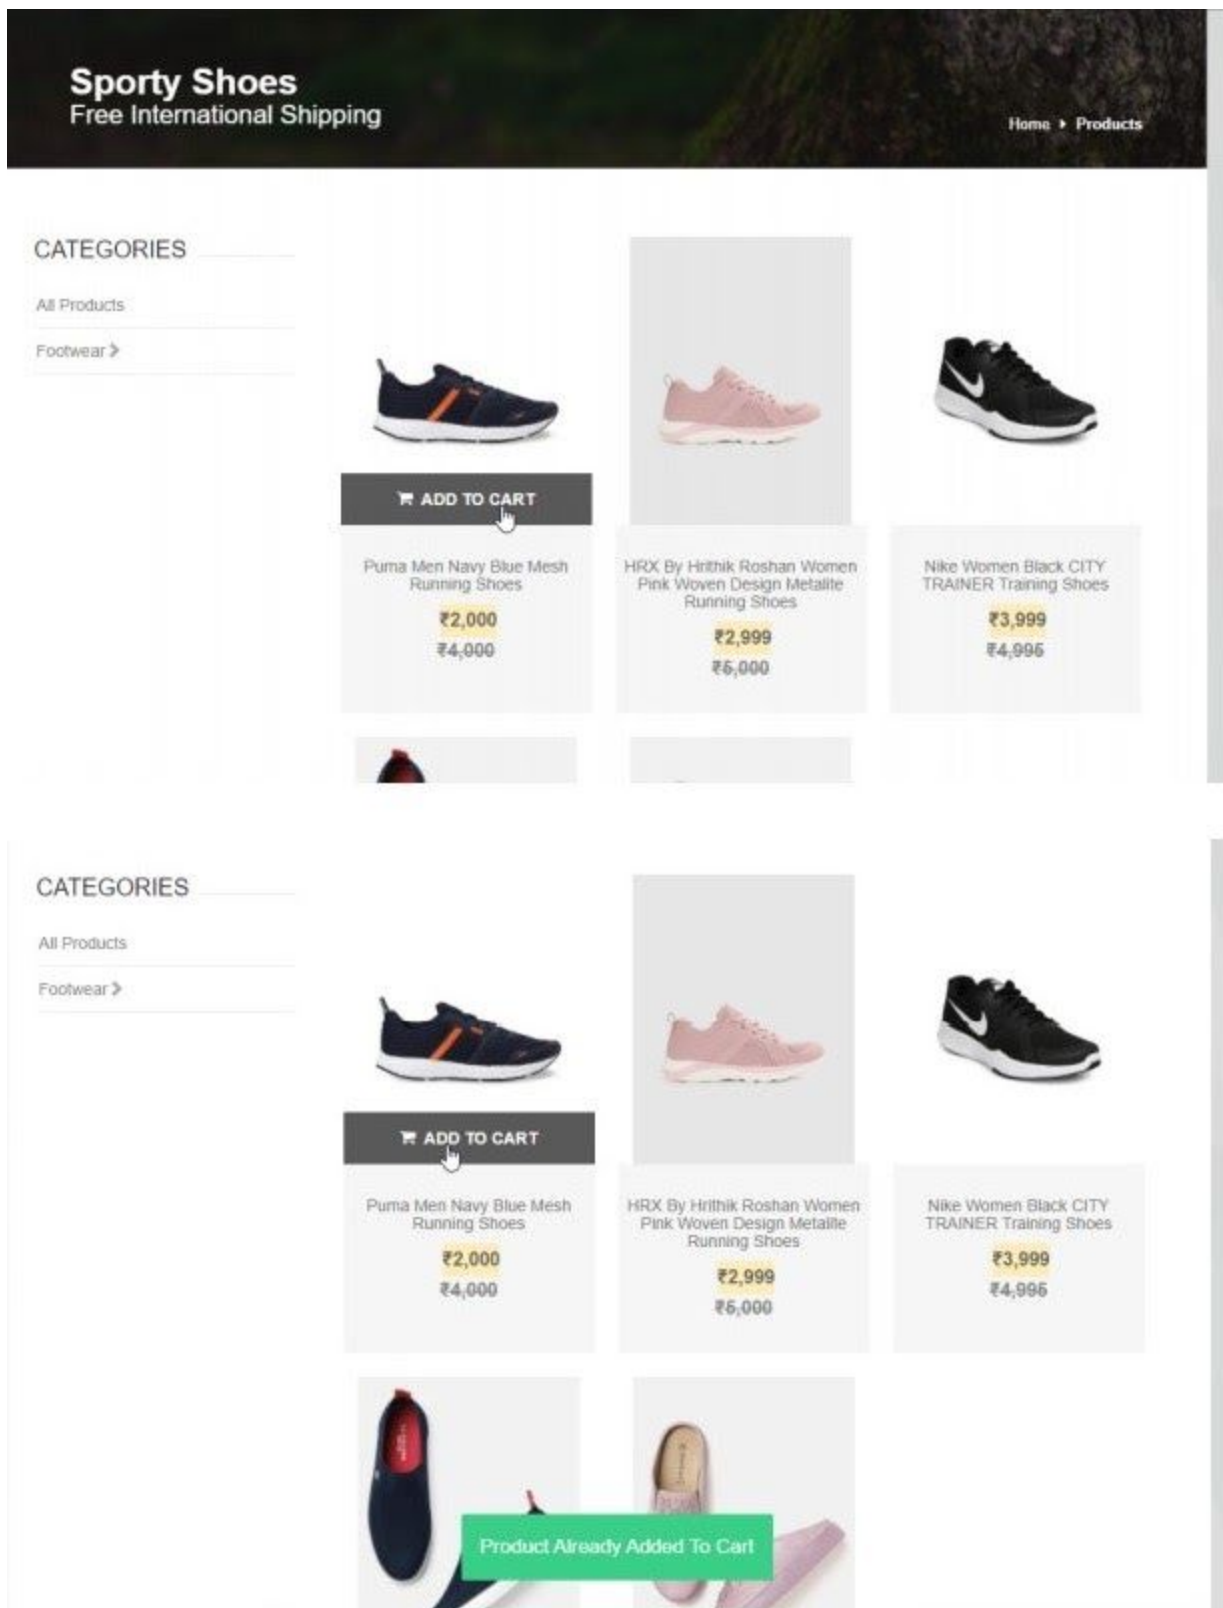 Sporty Shoes
Free International Shipping
Home ▸ Products
CATEGORIES
All Products
Footwear >
ADD TO CART
Puma Men Navy Blue Mesh
Running Shoes
₹2,000
₹4,000
HRX By Hrithik Roshan Women
Pink Woven Design Metalite
Running Shoes
₹2,999
₹5,000
Nike Women Black CITY
TRAINER Training Shoes
₹3,999
₹4,995
CATEGORIES
All Products
Footwear >
ADD TO CART
Puma Men Navy Blue Mesh
Running Shoes
₹2,000
₹4,000
HRX By Hrithik Roshan Women
Pink Woven Design Metalite
Running Shoes
₹2,999
₹5,000
Nike Women Black CITY
TRAINER Training Shoes
₹3,999
₹4,995
Product Already Added To Cart